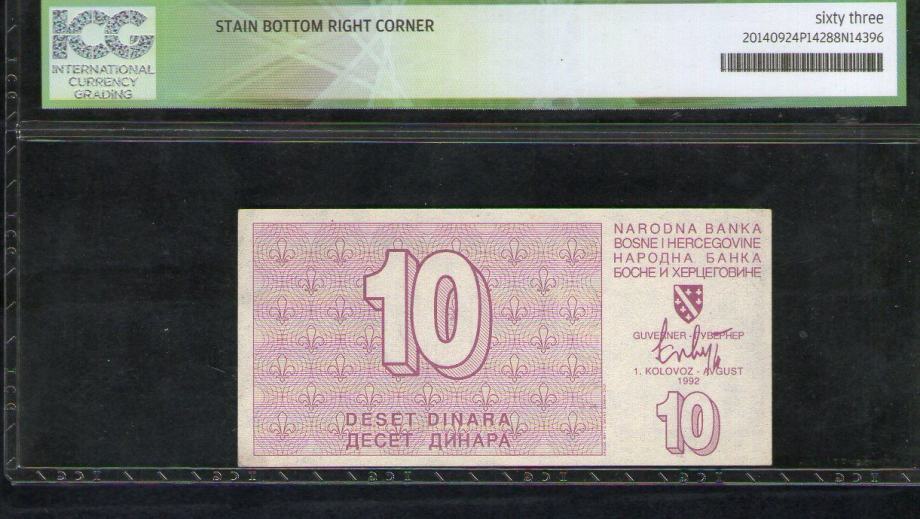 ICG
INTERNATIONAL
CURRENCY
GRADING
STAIN BOTTOM RIGHT CORNER
sixty three
20140924P14288N14396
NARODNA BANKA
BOSNE I HERCEGOVINE
НАРОДНА БАНКА
БОСНЕ И ХЕРЦЕГОВИНЕ
10
GUVERNER - ГУВЕРНЕР
1. KOLOVOZ - AVGUST
1992
10
DESET DINARA
ДЕСЕТ ДИНАРА